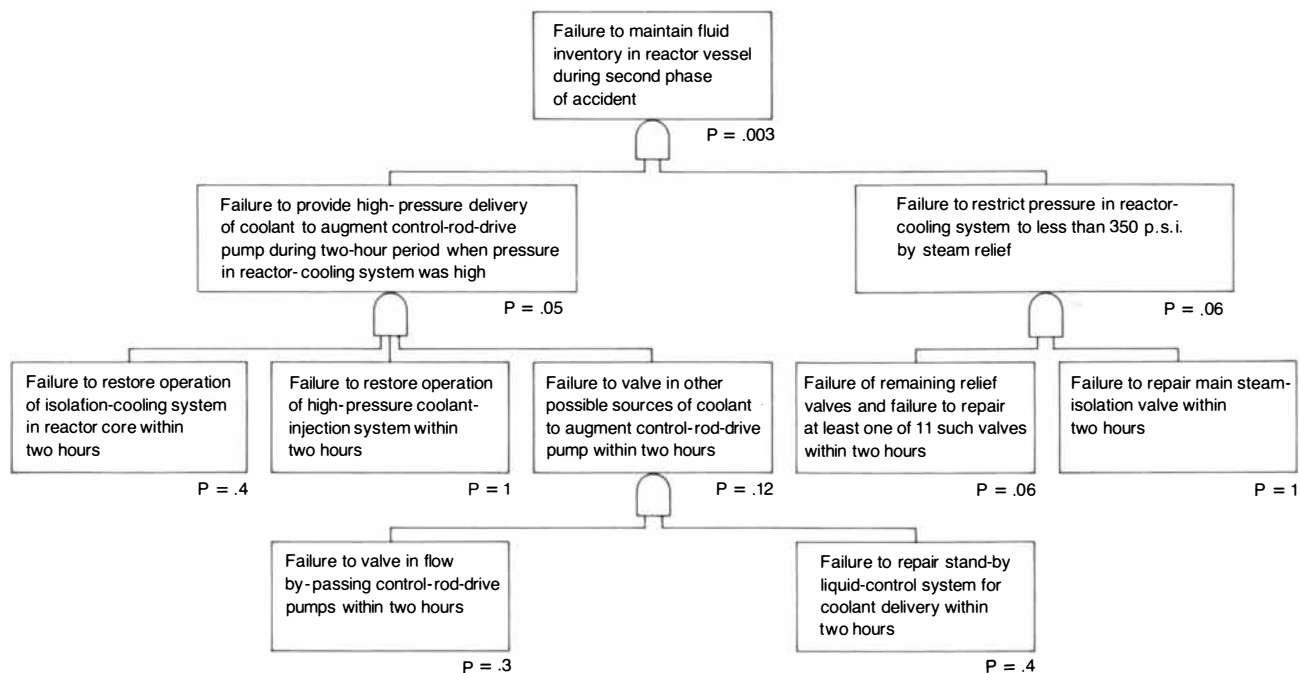 Failure to maintain fluid
inventory in reactor vessel
during second phase
of accident
P = .003
Failure to provide high-pressure delivery
of coolant to augment control-rod-drive
pump during two-hour period when pressure
in reactor-cooling system was high
P = .05
Failure to restrict pressure in reactor-
cooling system to less than 350 p.s.i.
by steam relief
P = .06
Failure to restore operation
of isolation-cooling system
in reactor core within
two hours
P = .4
Failure to restore operation
of high-pressure coolant-
injection system within
two hours
P = 1
Failure to valve in other
possible sources of coolant
to augment control-rod-drive
pump within two hours
P = .12
Failure of remaining relief
valves and failure to repair
at least one of 11 such valves
within two hours
P = .06
Failure to repair main steam-
isolation valve within
two hours
P = 1
Failure to valve in flow
by-passing control-rod-drive
pumps within two hours
P = .3
Failure to repair stand-by
liquid-control system for
coolant delivery within
two hours
P = .4